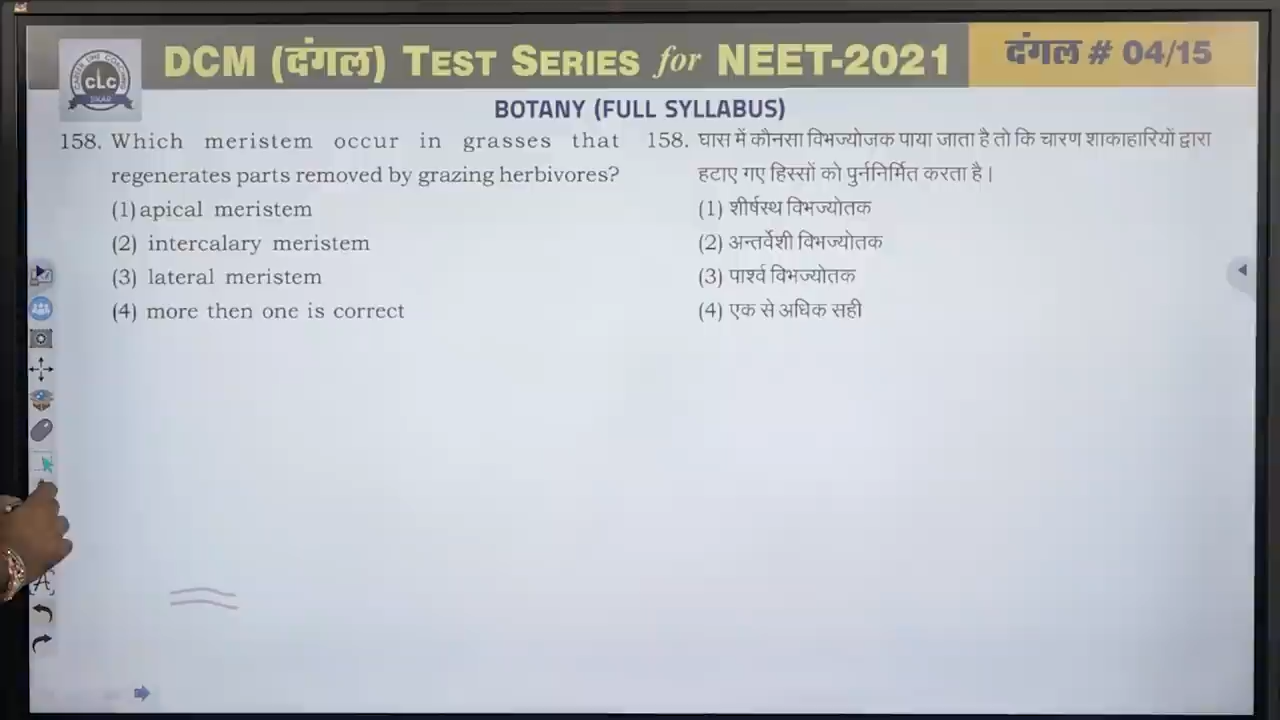 DCM (दंगल) TEST SERIES for NEET-2021
दंगल # 04/15
CLC
BOTANY (FULL SYLLABUS)
158. Which meristem occur in grasses that
regenerates parts removed by grazing herbivores?
(1) apical meristem
(2) intercalary meristem
(3) lateral meristem
(4) more then one is correct
158. घास में कौनसा विभज्योजक पाया जाता है तो कि चारण शाकाहारियों द्वारा
हटाए गए हिस्सों को पुर्ननिर्मित करता है।
(1) शीर्षस्थ विभज्योतक
(2) अन्तर्वेशी विभज्योतक
(3) पार्श्व विभज्योतक
(4) एक से अधिक सही
A